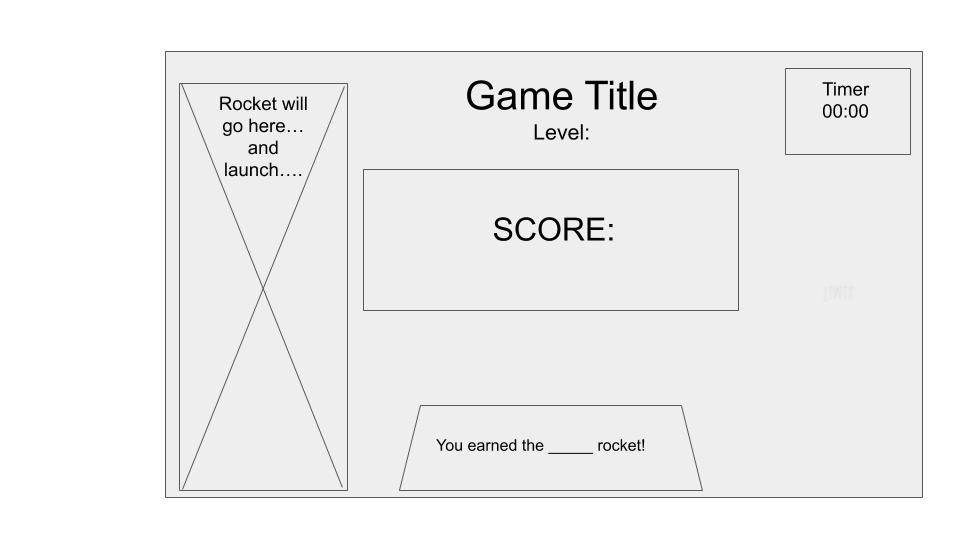 Rocket will
go here…
and
launch….
Game Title
Level:
Timer
00:00
SCORE:
You earned the _____ rocket!